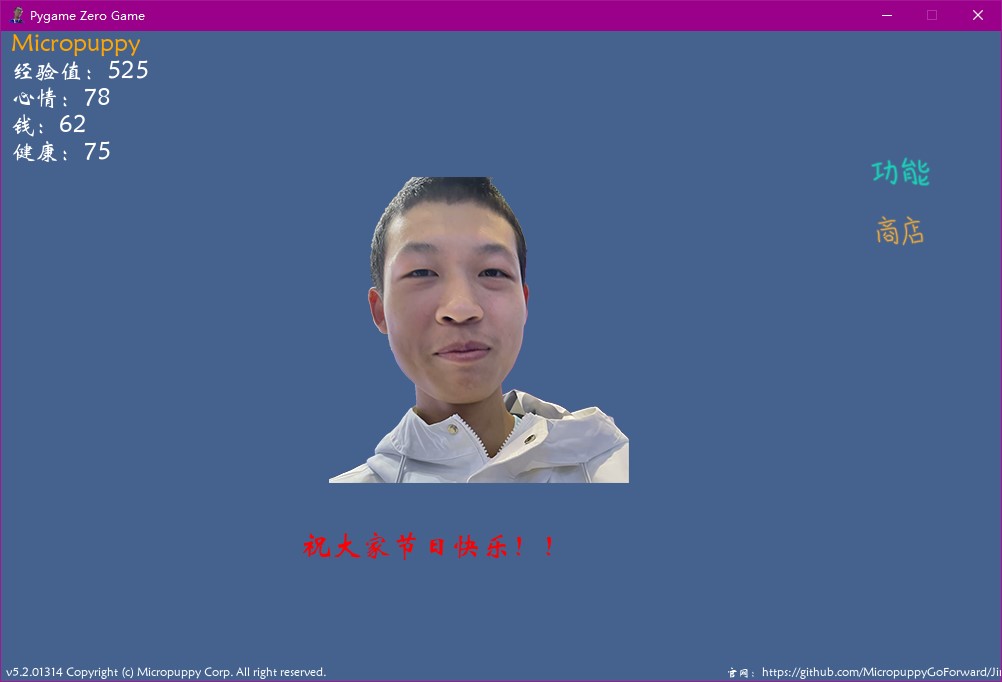 Pygame Zero Game
Micropuppy
经验值：525
心情：78
钱：62
健康：75
功能
商店
祝大家节日快乐！！
v5.2.01314 Copyright (c) Micropuppy Corp. All right reserved.
官网：https://github.com/MicropuppyGoForward/Ji